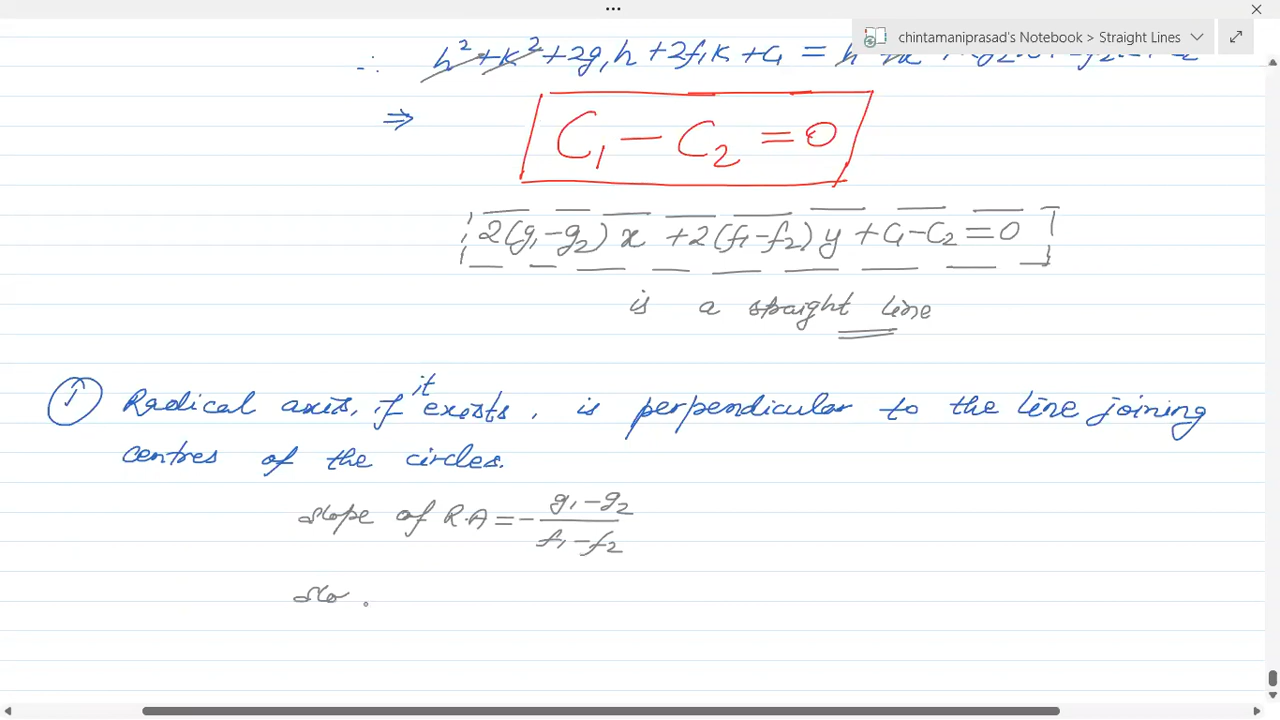 ...
chintamaniprasad's Notebook > Straight Lines
∴ h² + k² + 2g₁h + 2f₁k + c₁ =
⇒ C₁ − C₂ = 0
2(g₁−g₂) x + 2(f₁−f₂) y + c₁−c₂ = 0
is a straight line
① Radical axis, if it exists, is perpendicular to the line joining
centres of the circles.
slope of R.A = − g₁−g₂ / f₁−f₂
slo